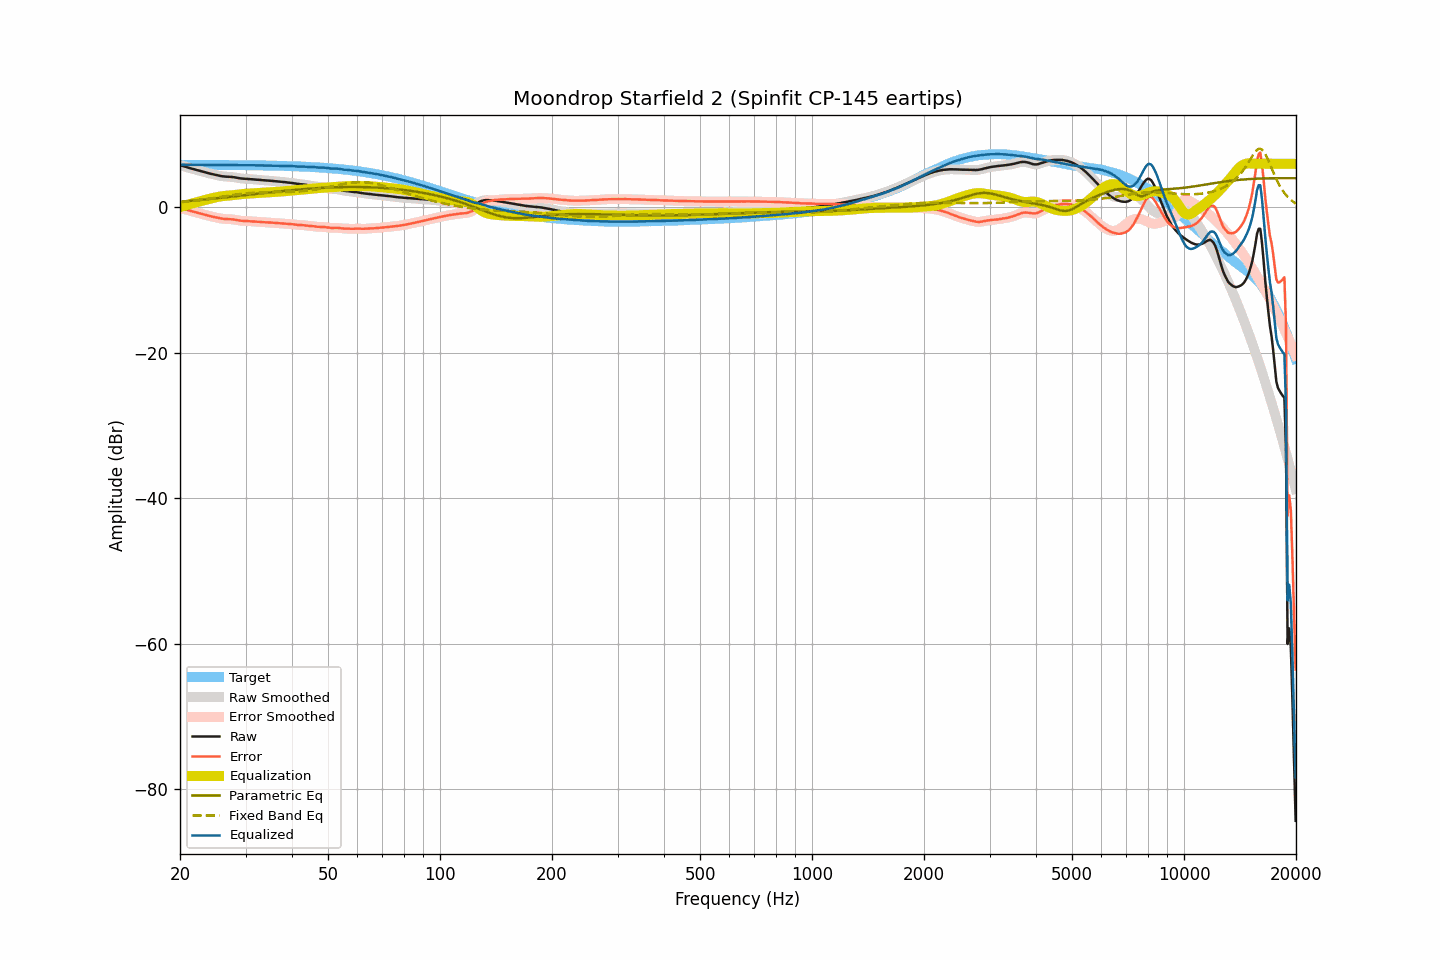 Moondrop Starfield 2 (Spinfit CP-145 eartips)
0
−20
−40
−60
−80
Amplitude (dBr)
Target
Raw Smoothed
Error Smoothed
Raw
Error
Equalization
Parametric Eq
Fixed Band Eq
Equalized
20 50 100 200 500 1000 2000 5000 10000 20000
Frequency (Hz)